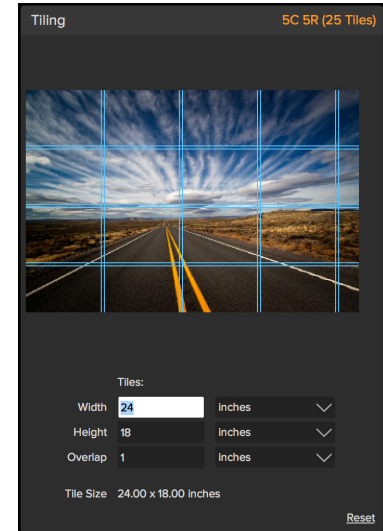 Tiling 5C 5R (25 Tiles)
Tiles:
Width 24 inches
Height 18 inches
Overlap 1 inches
Tile Size 24.00 x 18.00 inches
Reset